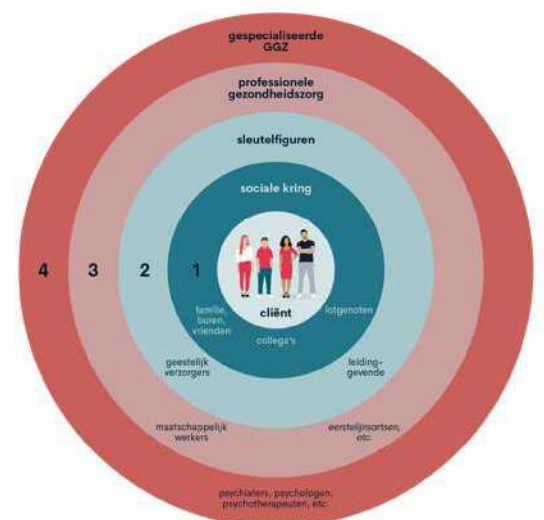 gespecialiseerde
GGZ
professionele
gezondheidszorg
sleutelfiguren
sociale kring
4 3 2 1
familie,
buren,
vrienden
cliënt
lotgenoten
collega's
geestelijk
verzorgers
leiding-
gevende
maatschappelijk
werkers
eerstelijnsartsen,
etc.
psychiaters, psychologen,
psychotherapeuten, etc.